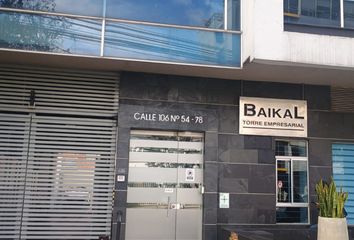 CALLE 106 Nº 54 - 78
BAIKAL
TORRE EMPRESARIAL